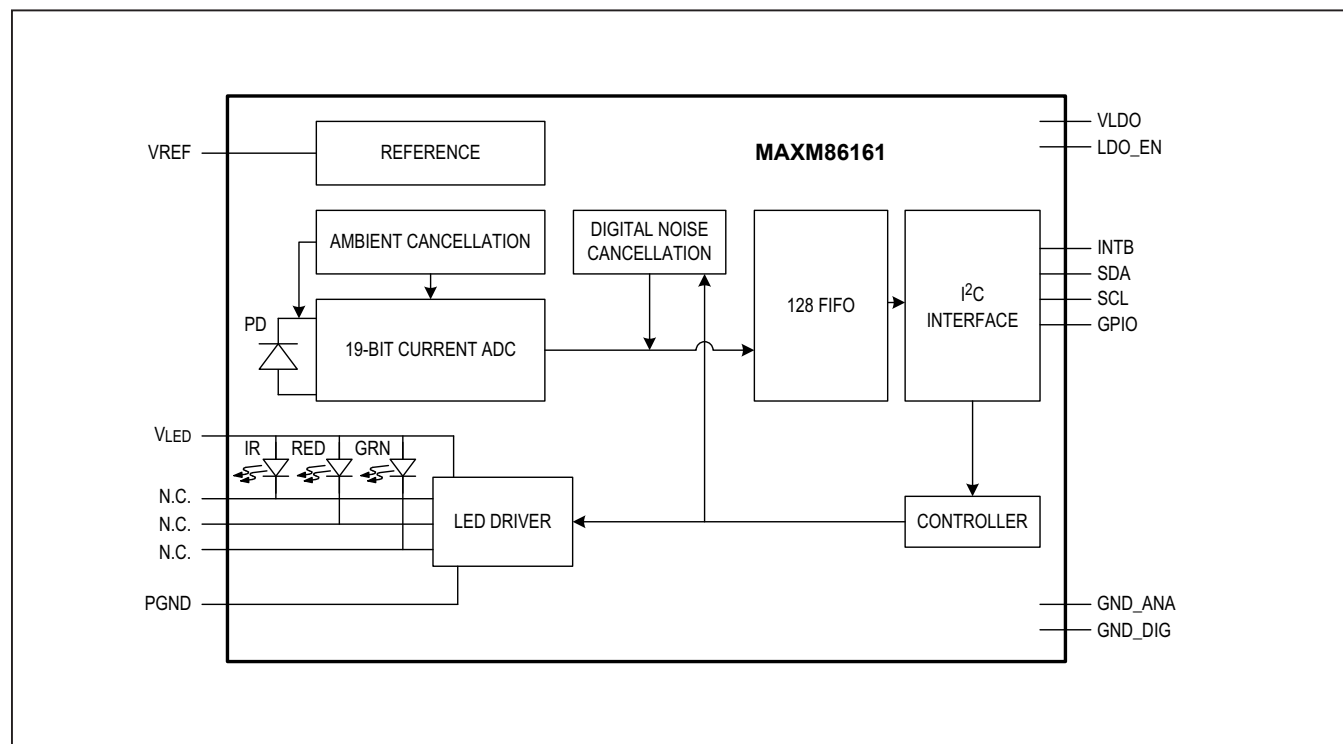 MAXM86161
VREF
REFERENCE
VLDO
LDO_EN
AMBIENT CANCELLATION
DIGITAL NOISE
CANCELLATION
PD
19-BIT CURRENT ADC
128 FIFO
I²C
INTERFACE
INTB
SDA
SCL
GPIO
VLED
IR
RED
GRN
N.C.
N.C.
N.C.
LED DRIVER
CONTROLLER
PGND
GND_ANA
GND_DIG